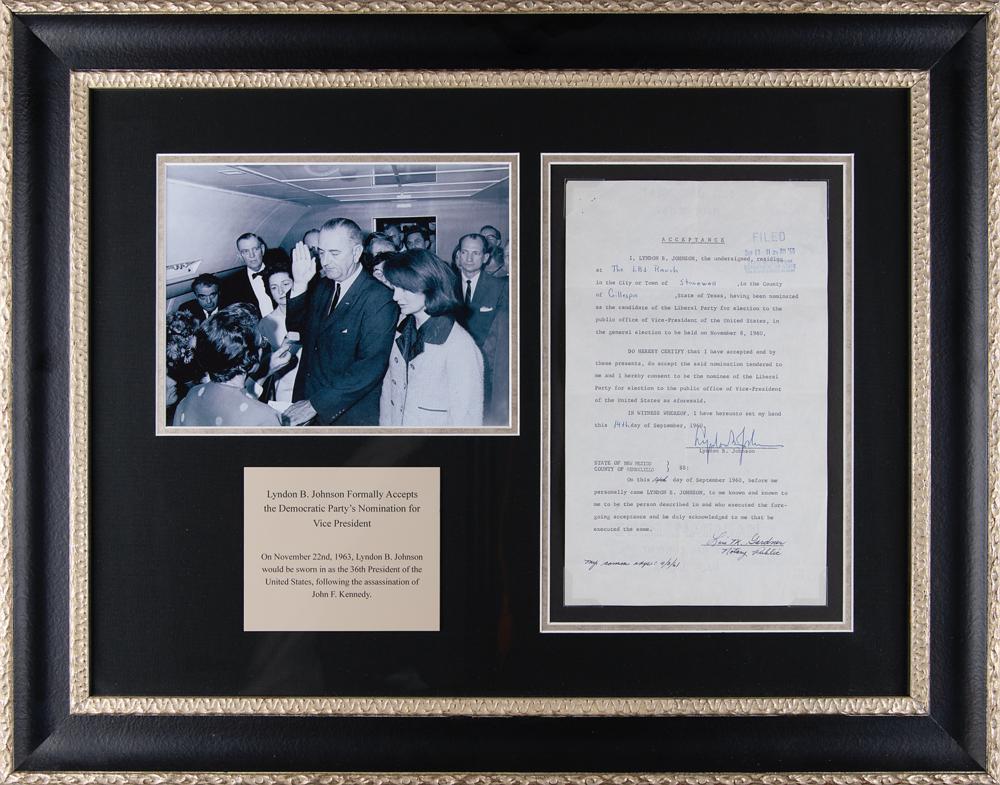 Lyndon B. Johnson Formally Accepts
the Democratic Party's Nomination for
Vice President
On November 22nd, 1963, Lyndon B. Johnson
would be sworn in as the 36th President of the
United States, following the assassination of
John F. Kennedy.
ACCEPTANCE
FILED
I, LYNDON B. JOHNSON, the undersigned, residing
at The LBJ Ranch
in the City or Town of Stonewall ,in the County
of Gillespie ,State of Texas, having been nominated
as the candidate of the Liberal Party for election to the
public office of Vice-President of the United States, in
the general election to be held on November 8, 1960,
DO HEREBY CERTIFY that I have accepted and by
these presents, do accept the said nomination tendered to
me and I hereby consent to be the nominee of the Liberal
Party for election to the public office of Vice-President
of the United States as aforesaid.
IN WITNESS WHEREOF, I have hereunto set my hand
this 14th day of September, 1960.
Lyndon B. Johnson
Lyndon B. Johnson
STATE OF NEW MEXICO )
COUNTY OF ) SS:
On this 14th day of September 1960, before me
personally came LYNDON B. JOHNSON, to me known and known to
me to be the person described in and who executed the fore-
going acceptance and he duly acknowledged to me that he
executed the same.
Gardner
Notary Public
My comm